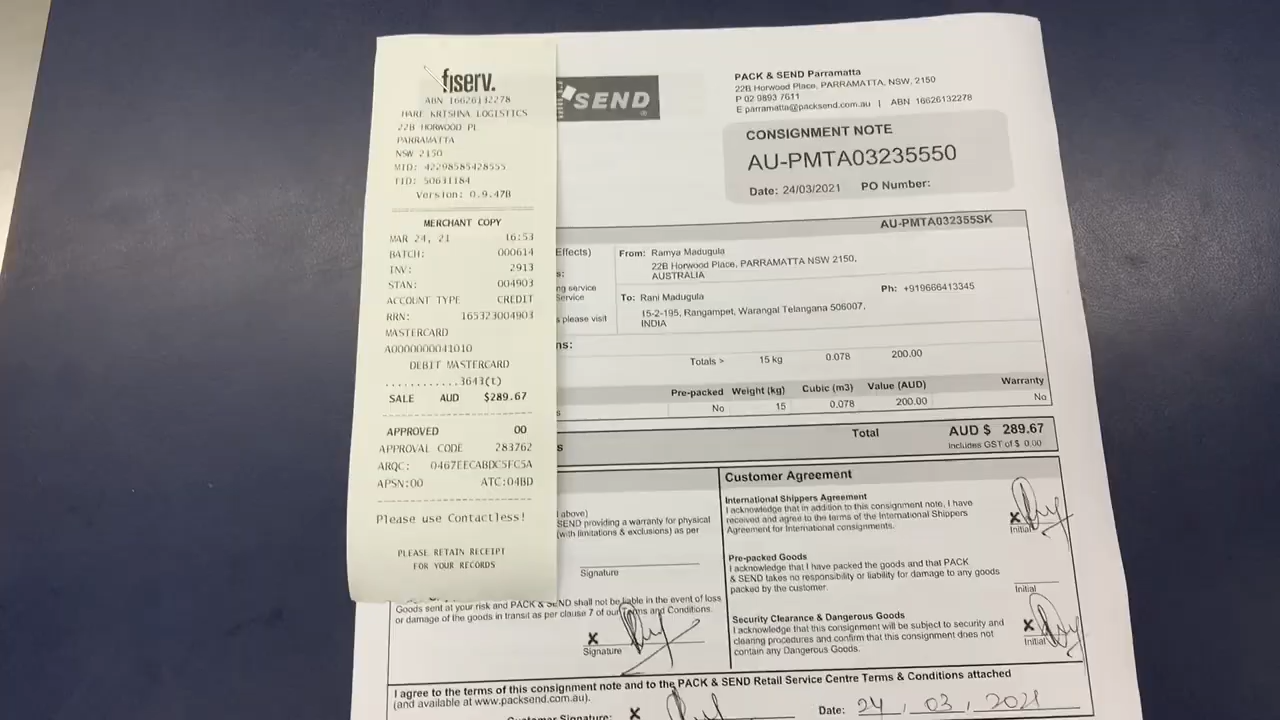 fiserv.
ABN 16626132278
HARE KRISHNA LOGISTICS
22B HORWOOD PL
PARRAMATTA
NSW 2150
MID: 42298585428555
TID: 50631184
Version: 0.9.47B
MERCHANT COPY
MAR 24, 21 16:53
BATCH: 000614
INV: 2913
STAN: 004903
ACCOUNT TYPE CREDIT
RRN: 165323004903
MASTERCARD
A0000000041010
DEBIT MASTERCARD
............3643(t)
SALE AUD $289.67
APPROVED 00
APPROVAL CODE 283762
ARQC: 0467EECABDC5FC5A
APSN:00 ATC:04BD
Please use Contactless!
PLEASE RETAIN RECEIPT
FOR YOUR RECORDS
SEND
PACK & SEND Parramatta
22B Horwood Place, PARRAMATTA, NSW, 2150
P 02 9893 7611
E parramatta@packsend.com.au | ABN 16626132278
CONSIGNMENT NOTE
AU-PMTA03235550
Date: 24/03/2021 PO Number:
AU-PMTA032355SK
Effects)
ng service
Service
s please visit
From: Ramya Madugula
22B Horwood Place, PARRAMATTA NSW 2150,
AUSTRALIA
Ph: +919666413345
To: Rani Madugula
15-2-195, Rangampet, Warangal Telangana 506007,
INDIA
ns:
Totals > 15 kg 0.078 200.00
Pre-packed Weight (kg) Cubic (m3) Value (AUD) Warranty
No 15 0.078 200.00 No
Total AUD $ 289.67
Includes GST of $ 0.00
above)
SEND providing a warranty for physical
(with limitations & exclusions) as per
Signature
Goods sent at your risk and PACK & SEND shall not be liable in the event of loss
or damage of the goods in transit as per clause 7 of our Terms and Conditions.
X
Signature
Customer Agreement
International Shippers Agreement
I acknowledge that in addition to this consignment note, I have
received and agree to the terms of the International Shippers
Agreement for International consignments.
X
Initial
Pre-packed Goods
I acknowledge that I have packed the goods and that PACK
& SEND takes no responsibility or liability for damage to any goods
packed by the customer.
Initial
Security Clearance & Dangerous Goods
I acknowledge that this consignment will be subject to security and
clearing procedures and confirm that this consignment does not
contain any Dangerous Goods.
X
Initial
I agree to the terms of this consignment note and to the PACK & SEND Retail Service Centre Terms & Conditions attached
(and available at www.packsend.com.au).
Customer Signature: X Date: 24, 03, 2021